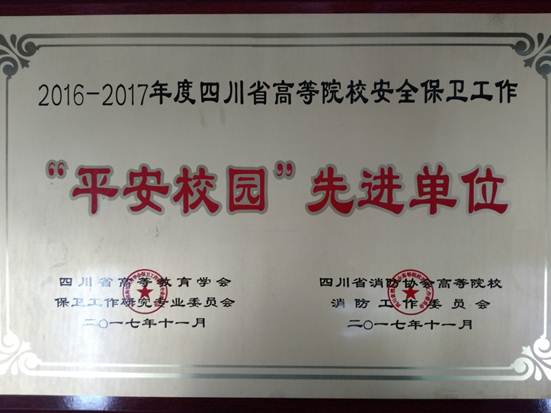 2016-2017年度四川省高等院校安全保卫工作
“平安校园”先进单位
四川省高等教育学会
保卫工作研究专业委员会
二〇一七年十一月
四川省消防协会高等院校
消防工作委员会
二〇一七年十一月